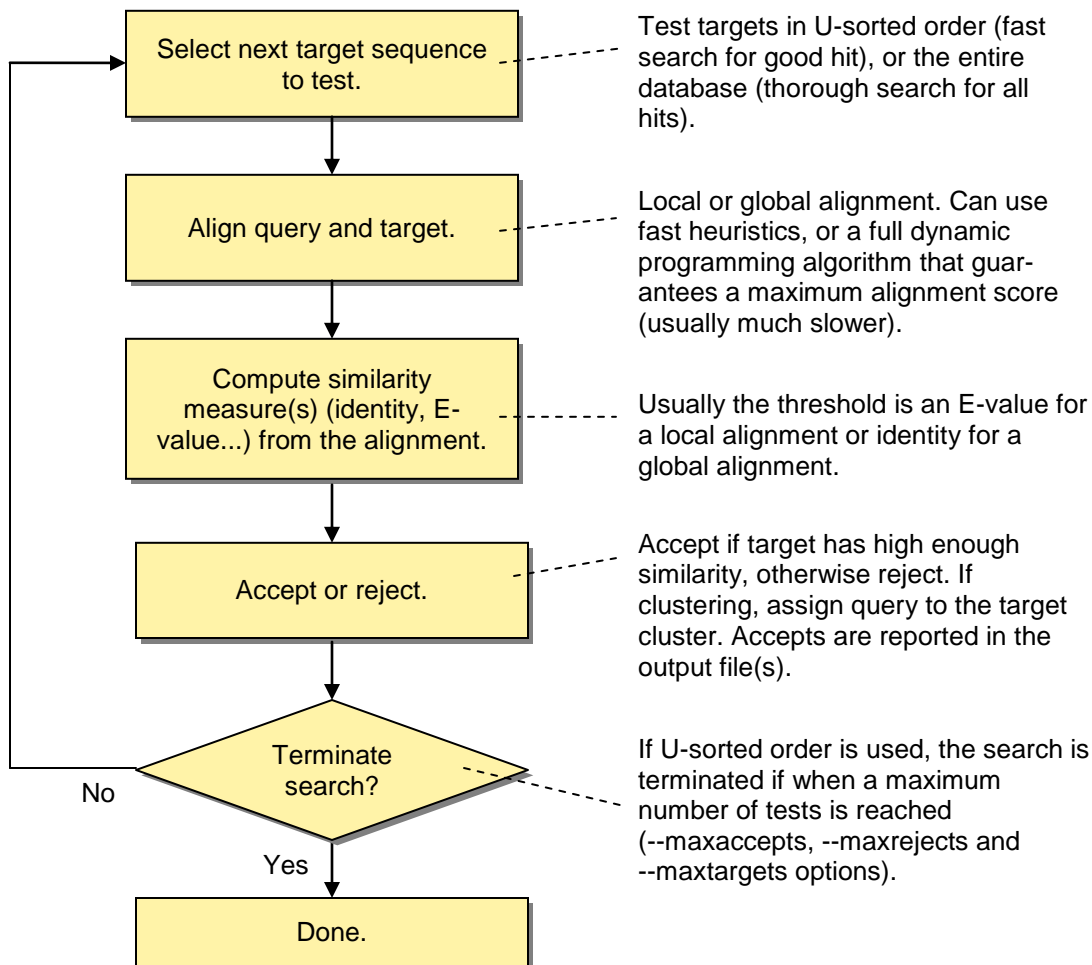 Select next target sequence
to test.
Test targets in U-sorted order (fast
search for good hit), or the entire
database (thorough search for all
hits).
Align query and target.
Local or global alignment. Can use
fast heuristics, or a full dynamic
programming algorithm that guar-
antees a maximum alignment score
(usually much slower).
Compute similarity
measure(s) (identity, E-
value...) from the alignment.
Usually the threshold is an E-value for
a local alignment or identity for a
global alignment.
Accept or reject.
Accept if target has high enough
similarity, otherwise reject. If
clustering, assign query to the target
cluster. Accepts are reported in the
output file(s).
Terminate
search?
No
Yes
If U-sorted order is used, the search is
terminated if when a maximum
number of tests is reached
(--maxaccepts, --maxrejects and
--maxtargets options).
Done.